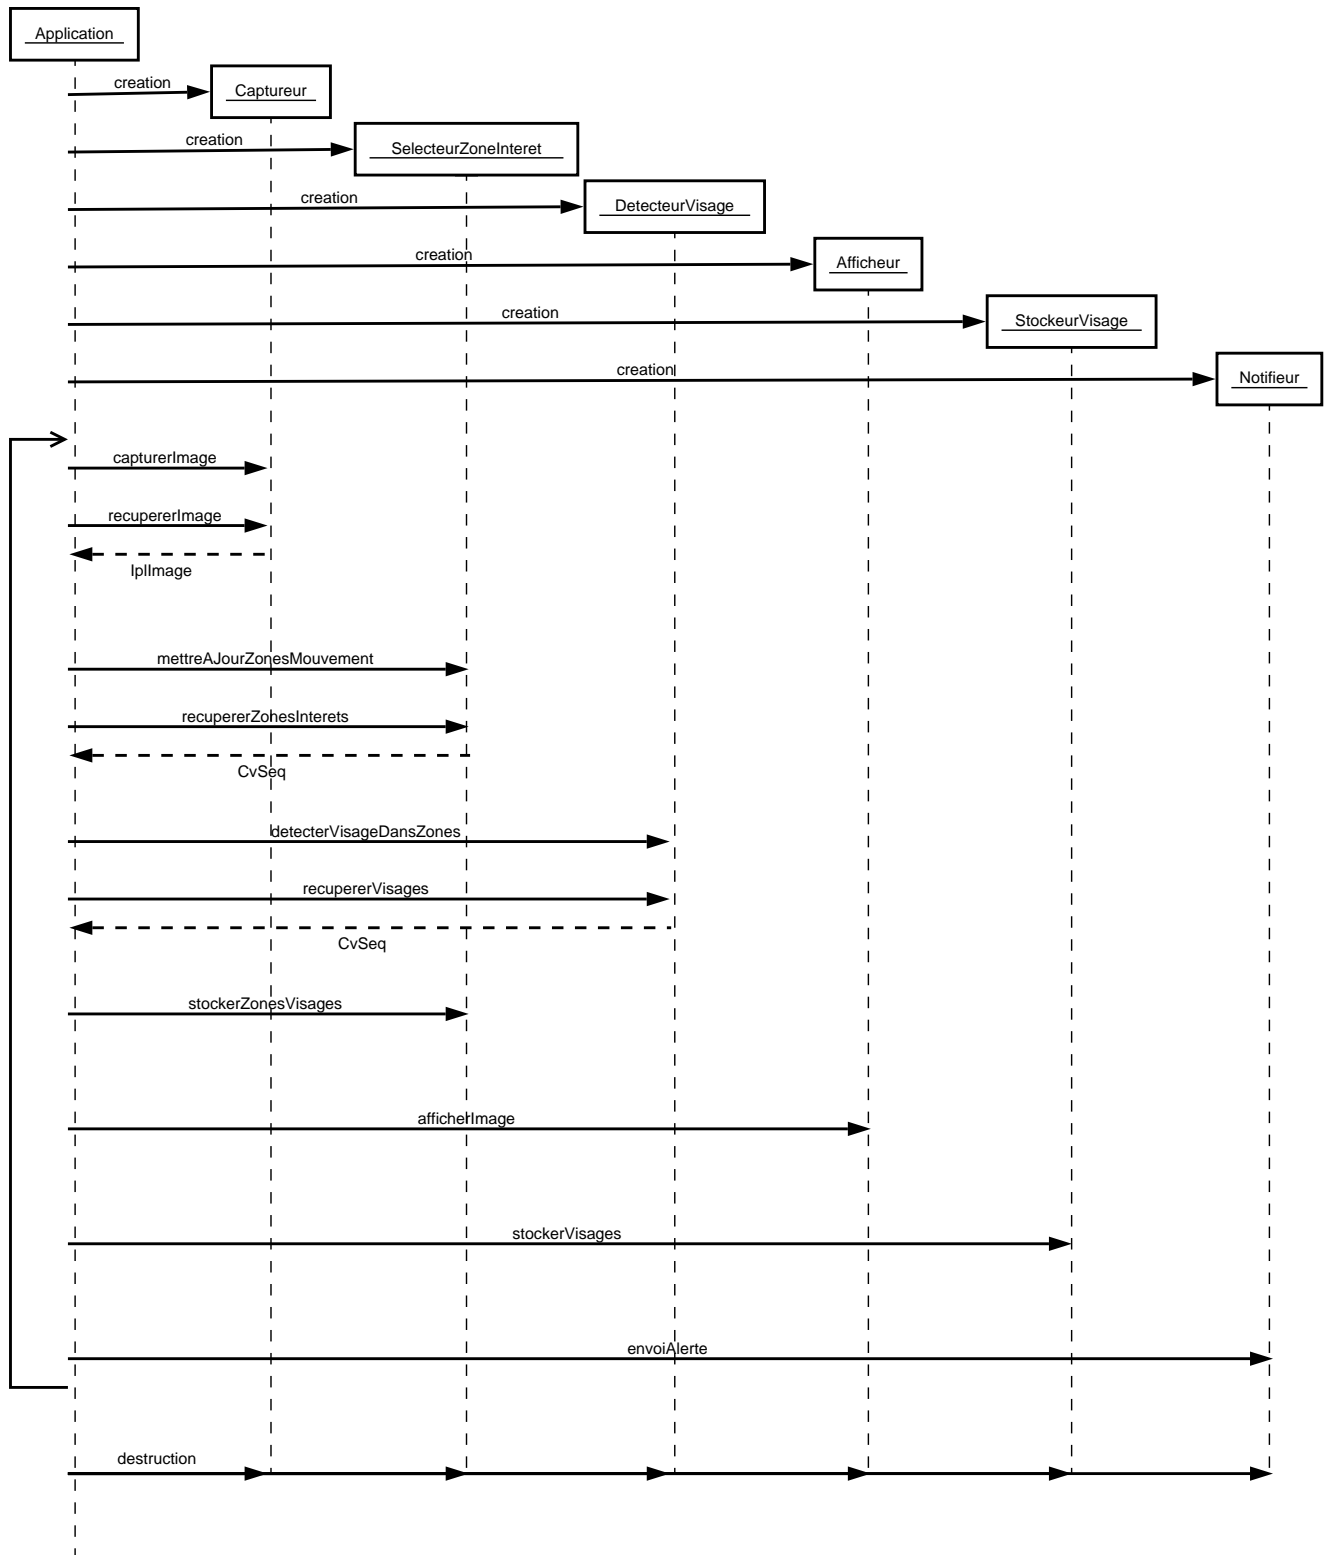 Application
creation
Captureur
creation
SelecteurZoneInteret
creation
DetecteurVisage
creation
Afficheur
creation
StockeurVisage
creation
Notifieur
capturerImage
recupererImage
IplImage
mettreAJourZonesMouvement
recupererZonesInterets
CvSeq
detecterVisageDansZones
recupererVisages
CvSeq
stockerZonesVisages
afficherImage
stockerVisages
envoiAlerte
destruction